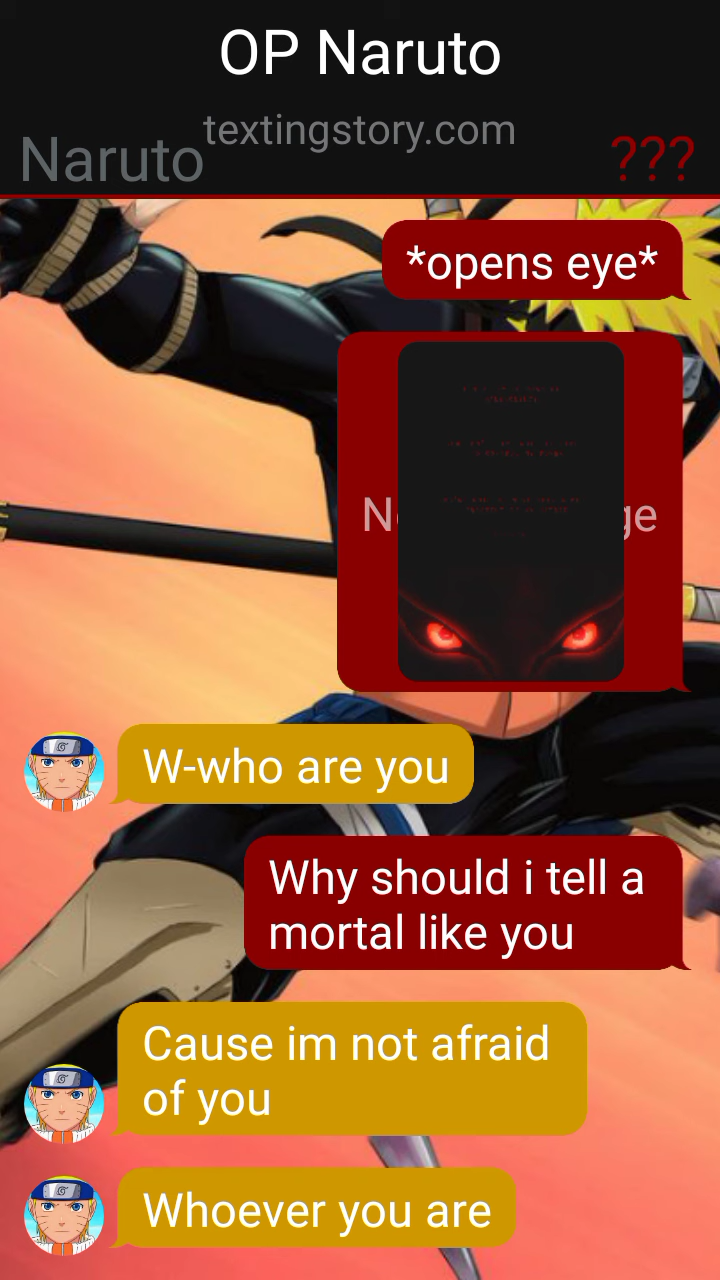 OP Naruto
textingstory.com
Naruto
???
*opens eye*
W-who are you
Why should i tell a
mortal like you
Cause im not afraid
of you
Whoever you are